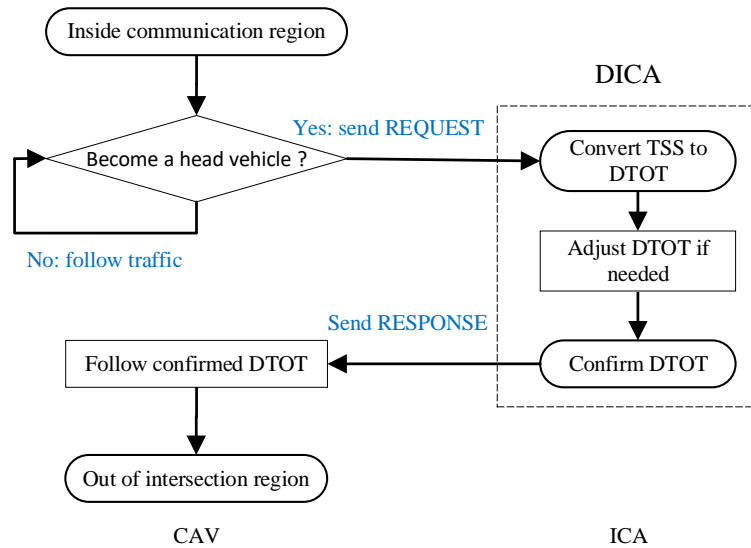 Inside communication region
DICA
Yes: send REQUEST
Become a head vehicle ?
Convert TSS to
DTOT
No: follow traffic
Adjust DTOT if
needed
Send RESPONSE
Follow confirmed DTOT
Confirm DTOT
Out of intersection region
CAV
ICA